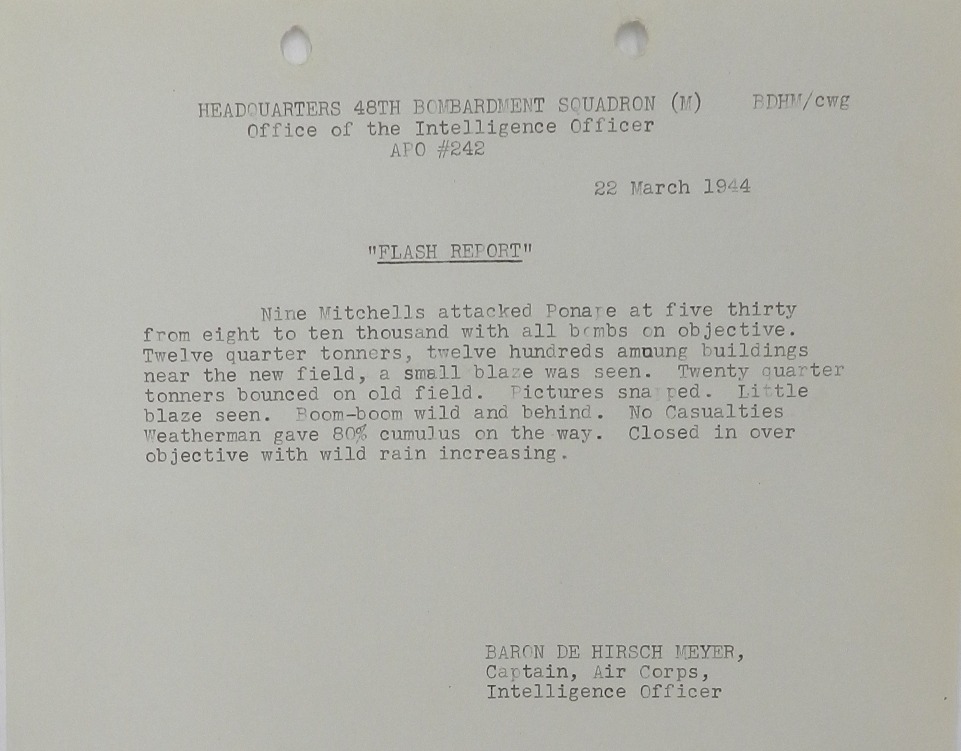 HEADQUARTERS 48TH BOMBARDMENT SQUADRON (M) BDHM/cwg
Office of the Intelligence Officer
APO #242
22 March 1944
"FLASH REPORT"
Nine Mitchells attacked Ponape at five thirty
from eight to ten thousand with all bombs on objective.
Twelve quarter tonners, twelve hundreds amoung buildings
near the new field, a small blaze was seen. Twenty quarter
tonners bounced on old field. Pictures snapped. Little
blaze seen. Boom-boom wild and behind. No Casualties
Weatherman gave 80% cumulus on the way. Closed in over
objective with wild rain increasing.
BARON DE HIRSCH MEYER,
Captain, Air Corps,
Intelligence Officer